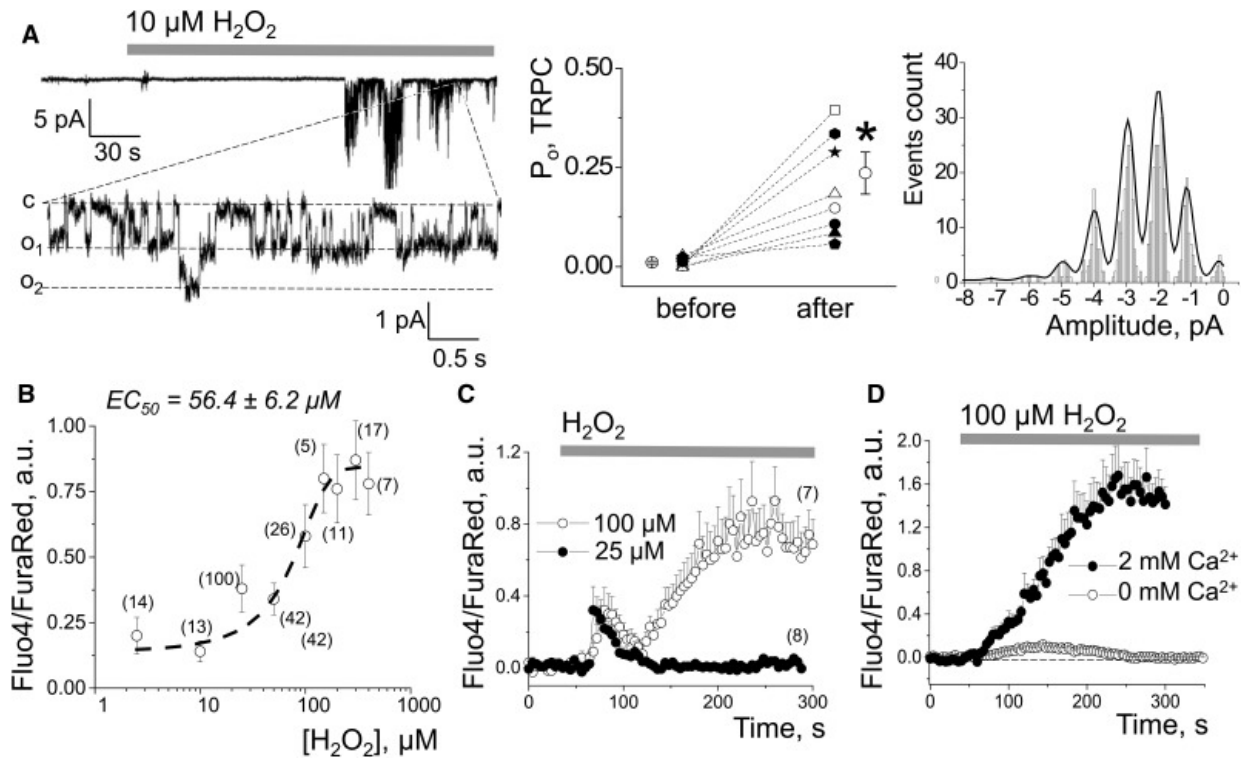 A
10 µM H2O2
5 pA
30 s
c
o1
o2
1 pA
0.5 s
Po, TRPC
0.50
0.25
0.00
*
before
after
Events count
40
30
20
10
0
0
-8 -7 -6 -5 -4 -3 -2 -1 0
Amplitude, pA
B
EC50 = 56.4 ± 6.2 µM
Fluo4/FuraRed, a.u.
1.00
0.75
0.50
0.25
0.00
(14)
(13)
(100)
(42)
(42)
(26)
(5)
(11)
(17)
(7)
1 10 100 1000
[H2O2], µM
C
H2O2
Fluo4/FuraRed, a.u.
1.2
0.8
0.4
0.0
100 µM
25 µM
(7)
(8)
0 100 200 300
Time, s
D
100 µM H2O2
Fluo4/FuraRed, a.u.
2.0
1.6
1.2
0.8
0.4
0.0
2 mM Ca2+
0 mM Ca2+
0 100 200 300
Time, s